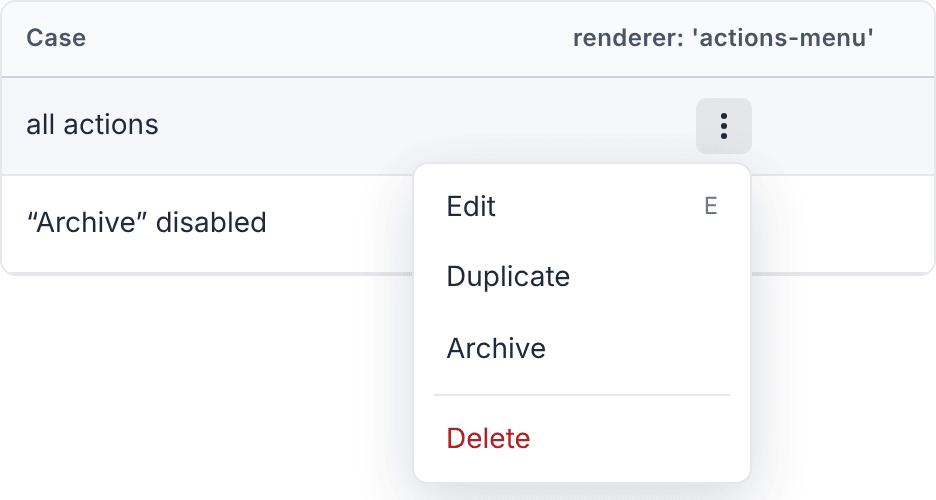 Case renderer: 'actions-menu'
all actions
“Archive” disabled
Edit E
Duplicate
Archive
Delete